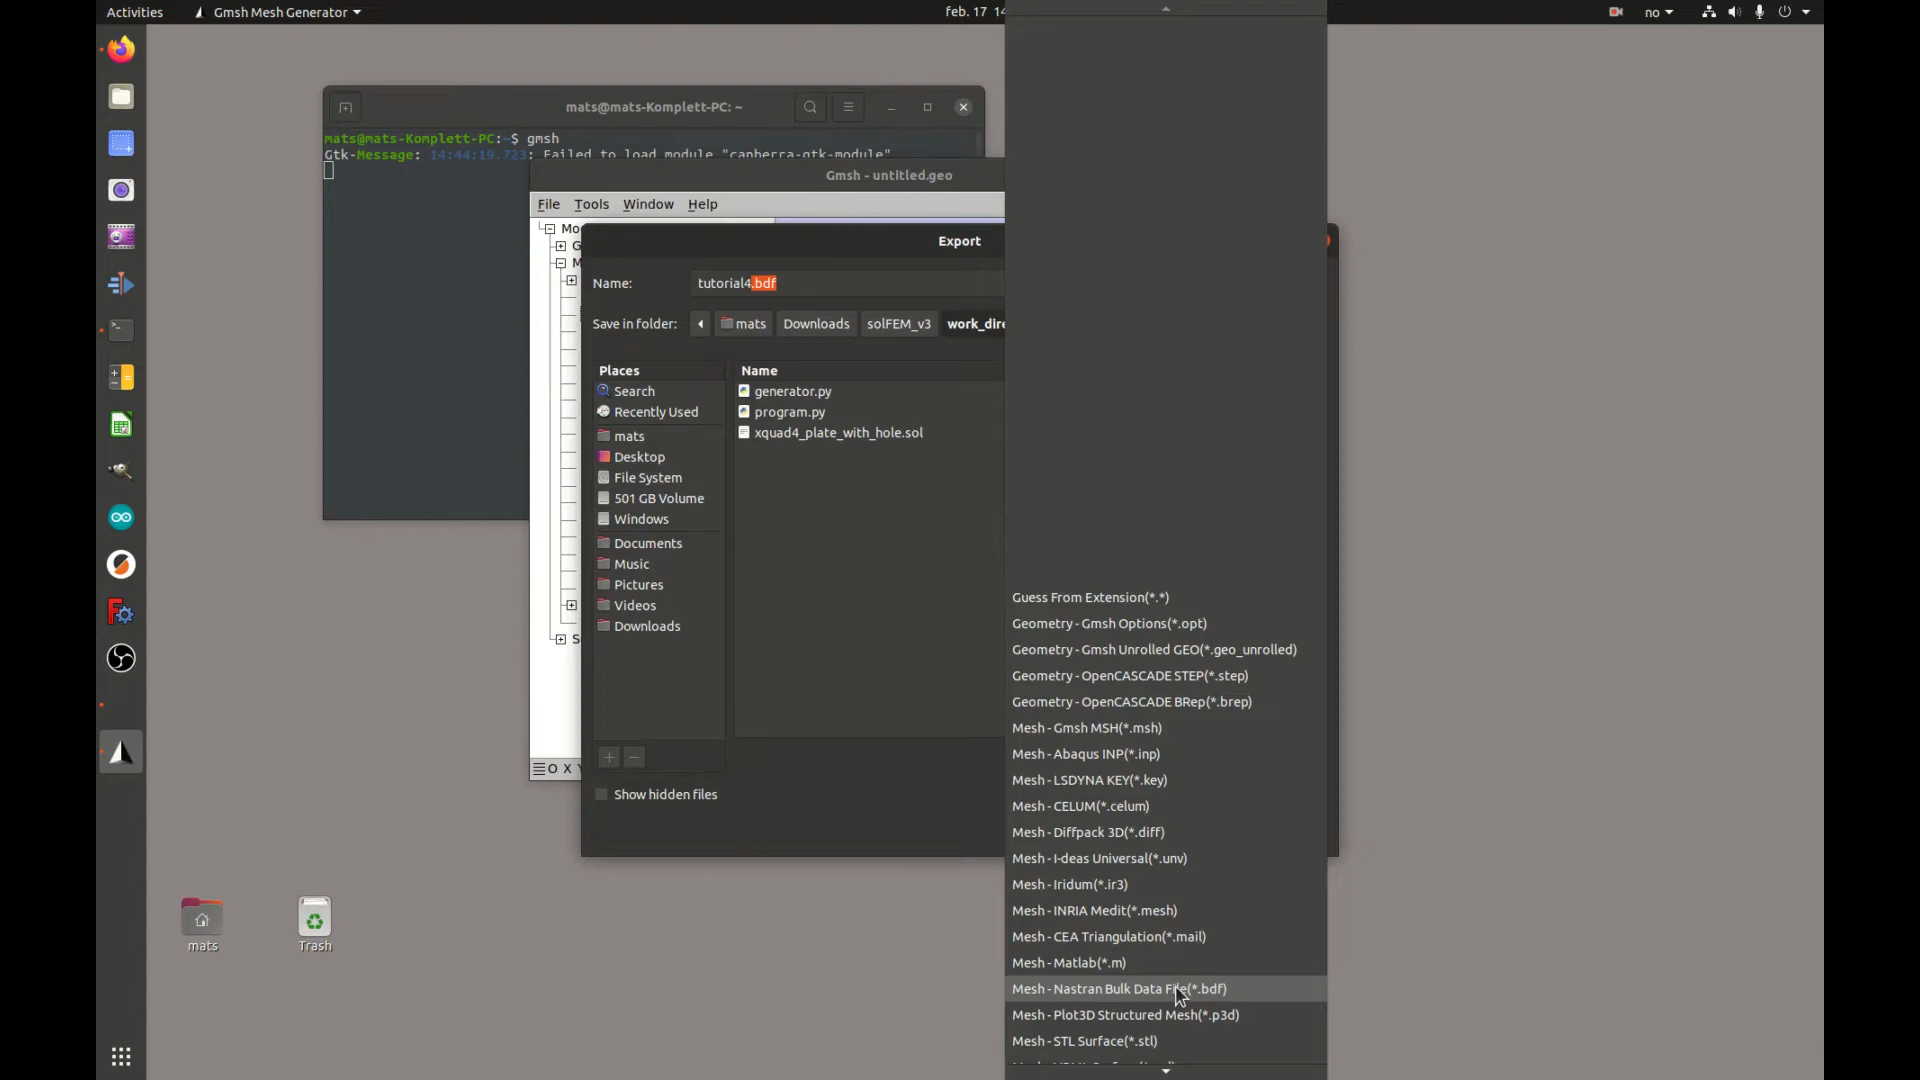 Activities
Gmsh Mesh Generator
feb. 17 14
no
mats@mats-Komplett-PC: ~
mats@mats-Komplett-PC:~$ gmsh
Gtk-Message: 14:44:19.723: Failed to load module "canberra-gtk-module"
Gmsh - untitled.geo
File Tools Window Help
Mo
G
M
S
O X Y
Export
Name: tutorial4.bdf
Save in folder: mats Downloads solFEM_v3 work_dire
Places
Search
Recently Used
mats
Desktop
File System
501 GB Volume
Windows
Documents
Music
Pictures
Videos
Downloads
Name
generator.py
program.py
xquad4_plate_with_hole.sol
Show hidden files
Guess From Extension(*.*)
Geometry - Gmsh Options(*.opt)
Geometry - Gmsh Unrolled GEO(*.geo_unrolled)
Geometry - OpenCASCADE STEP(*.step)
Geometry - OpenCASCADE BRep(*.brep)
Mesh - Gmsh MSH(*.msh)
Mesh - Abaqus INP(*.inp)
Mesh - LSDYNA KEY(*.key)
Mesh - CELUM(*.celum)
Mesh - Diffpack 3D(*.diff)
Mesh - I-deas Universal(*.unv)
Mesh - Iridum(*.ir3)
Mesh - INRIA Medit(*.mesh)
Mesh - CEA Triangulation(*.mail)
Mesh - Matlab(*.m)
Mesh - Nastran Bulk Data File(*.bdf)
Mesh - Plot3D Structured Mesh(*.p3d)
Mesh - STL Surface(*.stl)
mats
Trash